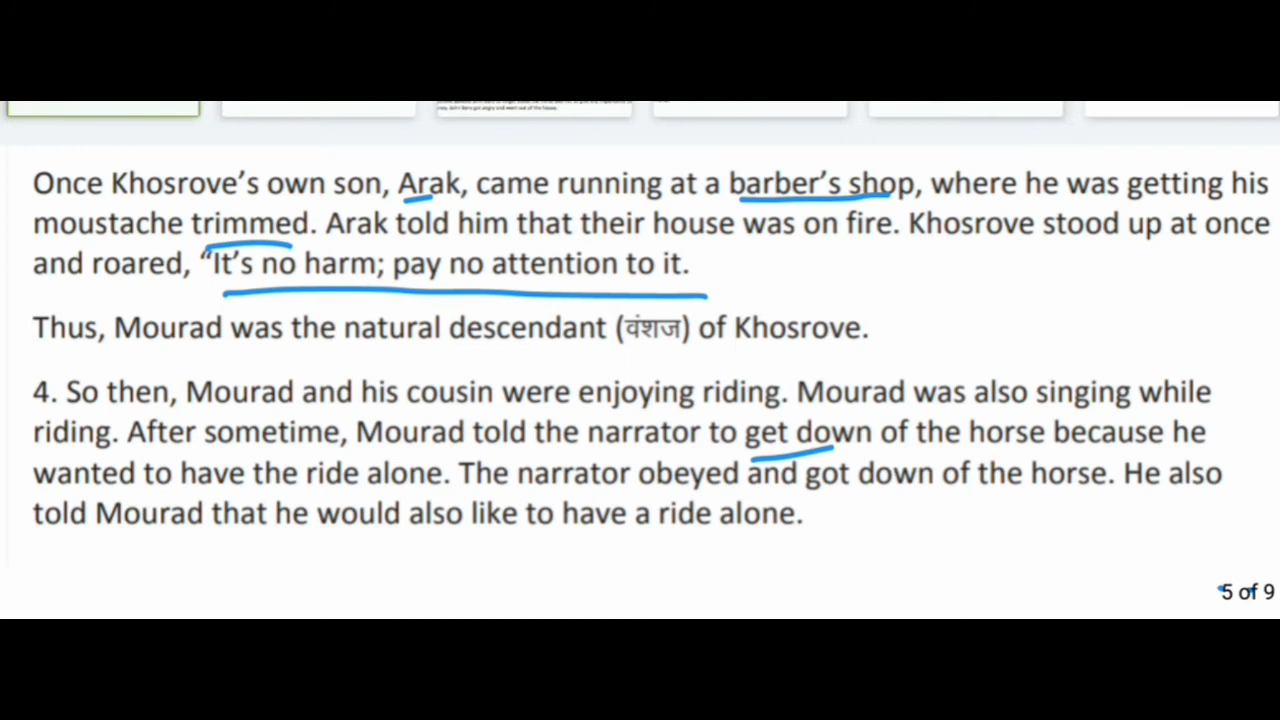 Once Khosrove's own son, Arak, came running at a barber's shop, where he was getting his
moustache trimmed. Arak told him that their house was on fire. Khosrove stood up at once
and roared, “It's no harm; pay no attention to it.
Thus, Mourad was the natural descendant (वंशज) of Khosrove.
4. So then, Mourad and his cousin were enjoying riding. Mourad was also singing while
riding. After sometime, Mourad told the narrator to get down of the horse because he
wanted to have the ride alone. The narrator obeyed and got down of the horse. He also
told Mourad that he would also like to have a ride alone.
5 of 9